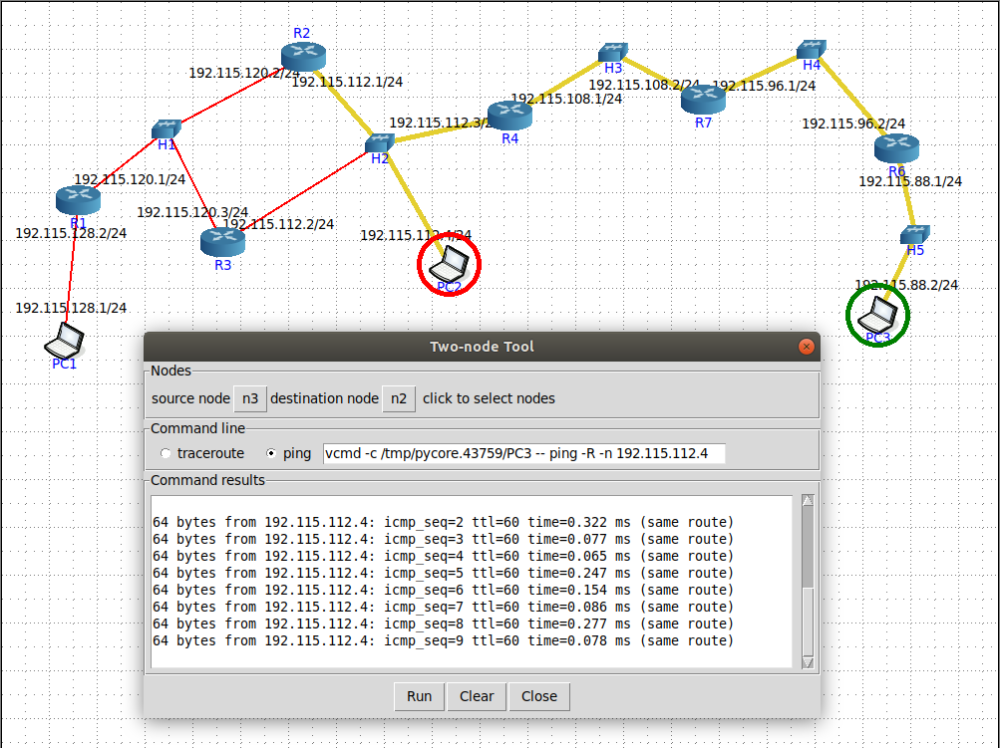 R2
192.115.120.2/24
192.115.112.1/24
H3
H4
192.115.108.2/24
192.115.96.1/24
192.115.108.1/24
R7
192.115.112.3/2
R4
192.115.96.2/24
H1
H2
R6
192.115.120.1/24
192.115.88.1/24
192.115.120.3/24
R1
192.115.112.2/24
192.115.128.2/24
192.115.112.4/24
H5
R3
PC2
192.115.88.2/24
192.115.128.1/24
PC3
PC1
Two-node Tool
Nodes
source node n3 destination node n2 click to select nodes
Command line
traceroute ping vcmd -c /tmp/pycore.43759/PC3 -- ping -R -n 192.115.112.4
Command results
64 bytes from 192.115.112.4: icmp_seq=2 ttl=60 time=0.322 ms (same route)
64 bytes from 192.115.112.4: icmp_seq=3 ttl=60 time=0.077 ms (same route)
64 bytes from 192.115.112.4: icmp_seq=4 ttl=60 time=0.065 ms (same route)
64 bytes from 192.115.112.4: icmp_seq=5 ttl=60 time=0.247 ms (same route)
64 bytes from 192.115.112.4: icmp_seq=6 ttl=60 time=0.154 ms (same route)
64 bytes from 192.115.112.4: icmp_seq=7 ttl=60 time=0.086 ms (same route)
64 bytes from 192.115.112.4: icmp_seq=8 ttl=60 time=0.277 ms (same route)
64 bytes from 192.115.112.4: icmp_seq=9 ttl=60 time=0.078 ms (same route)
Run Clear Close